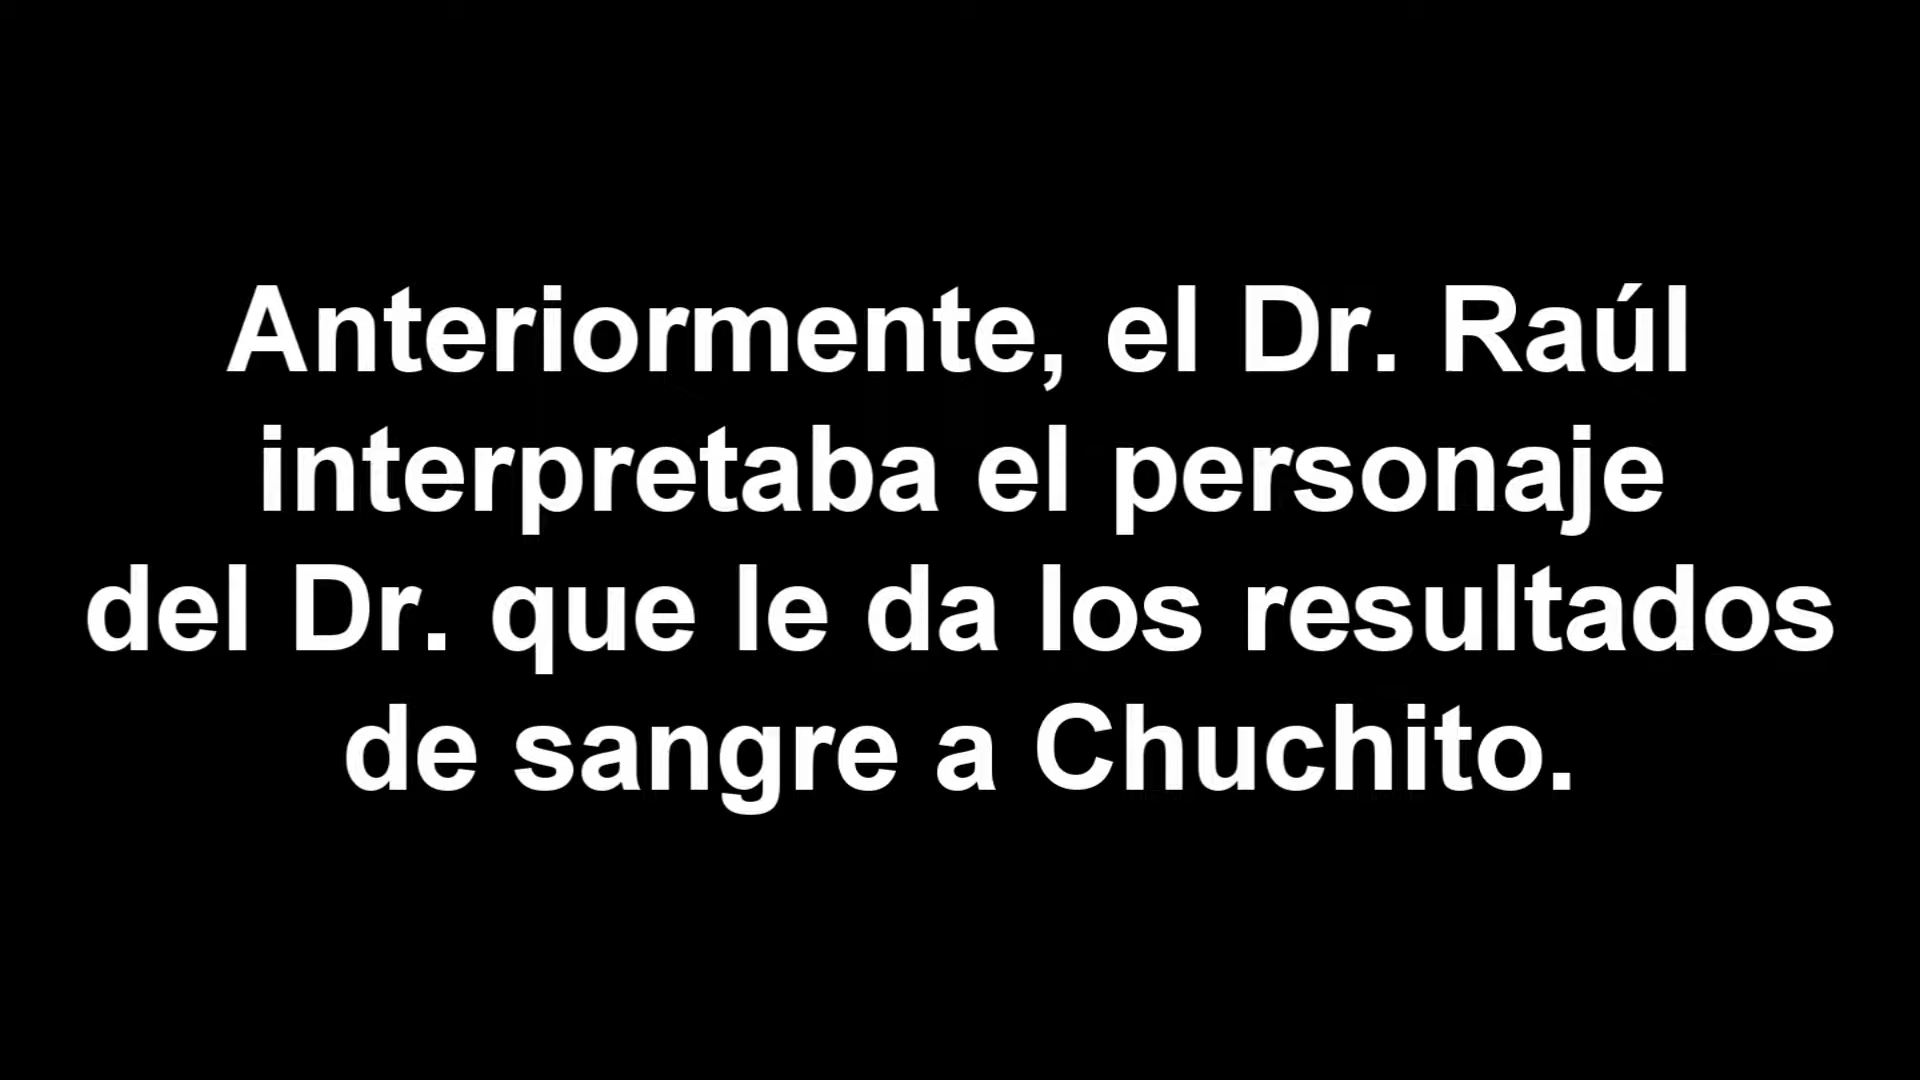 Anteriormente, el Dr. Raúl
interpretaba el personaje
del Dr. que le da los resultados
de sangre a Chuchito.